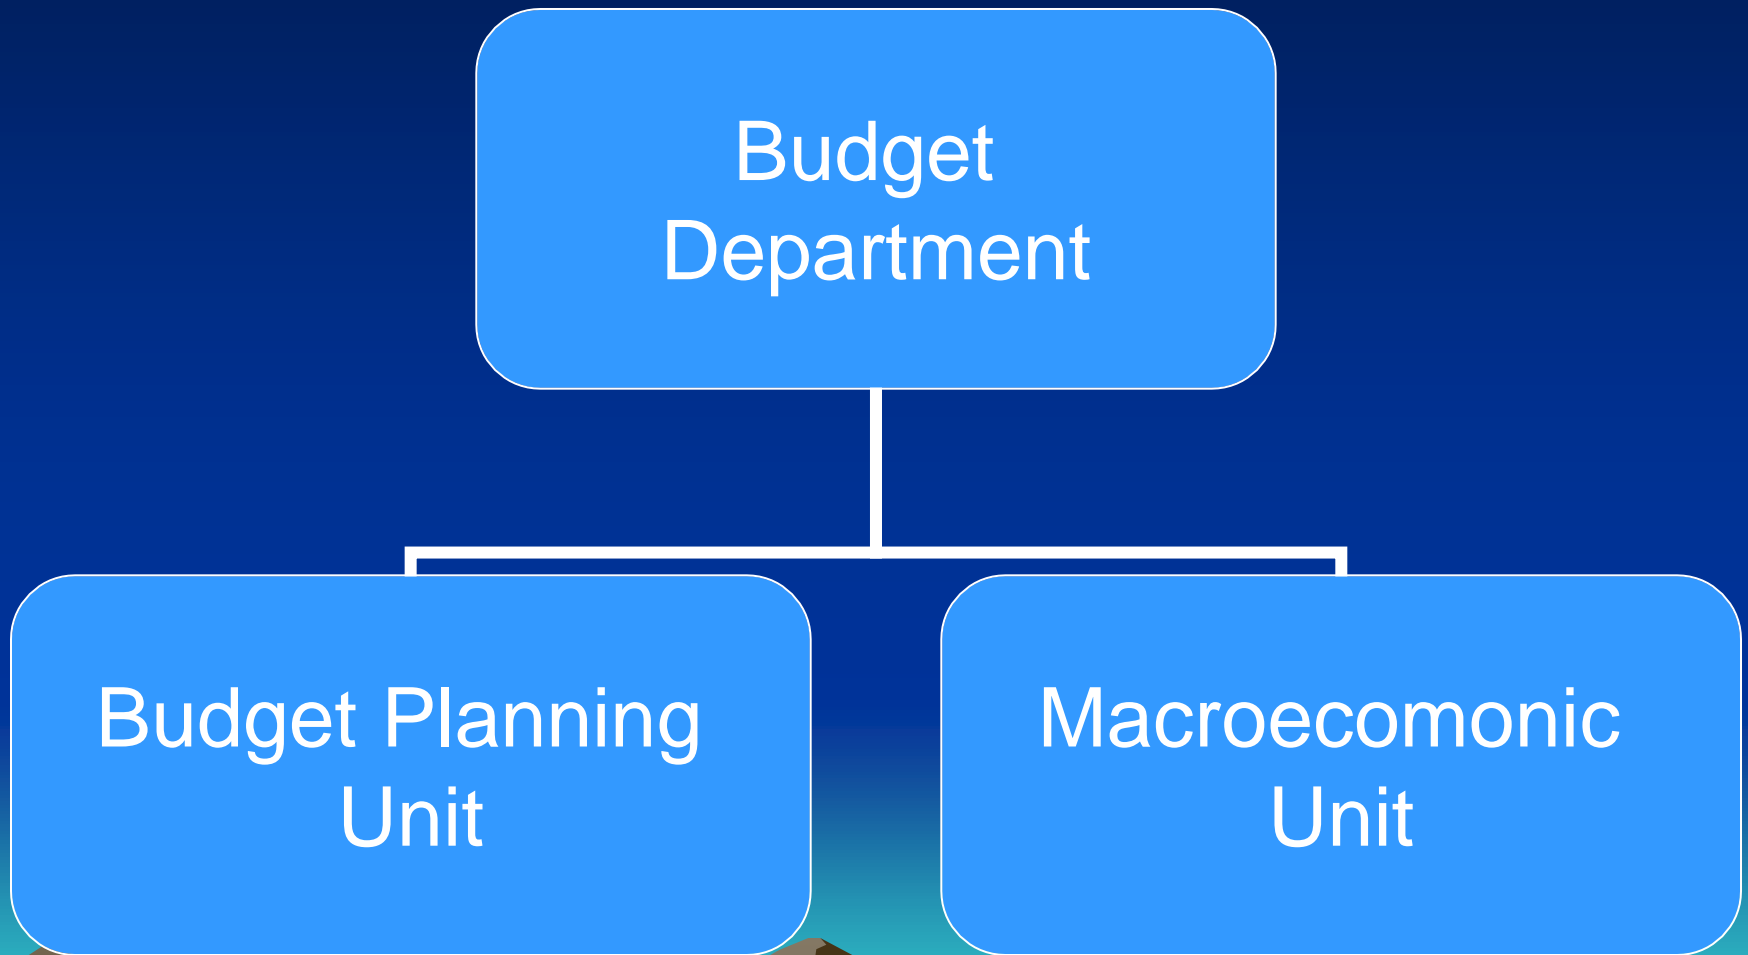 Budget
Department
Budget Planning
Unit
Macroecomonic
Unit